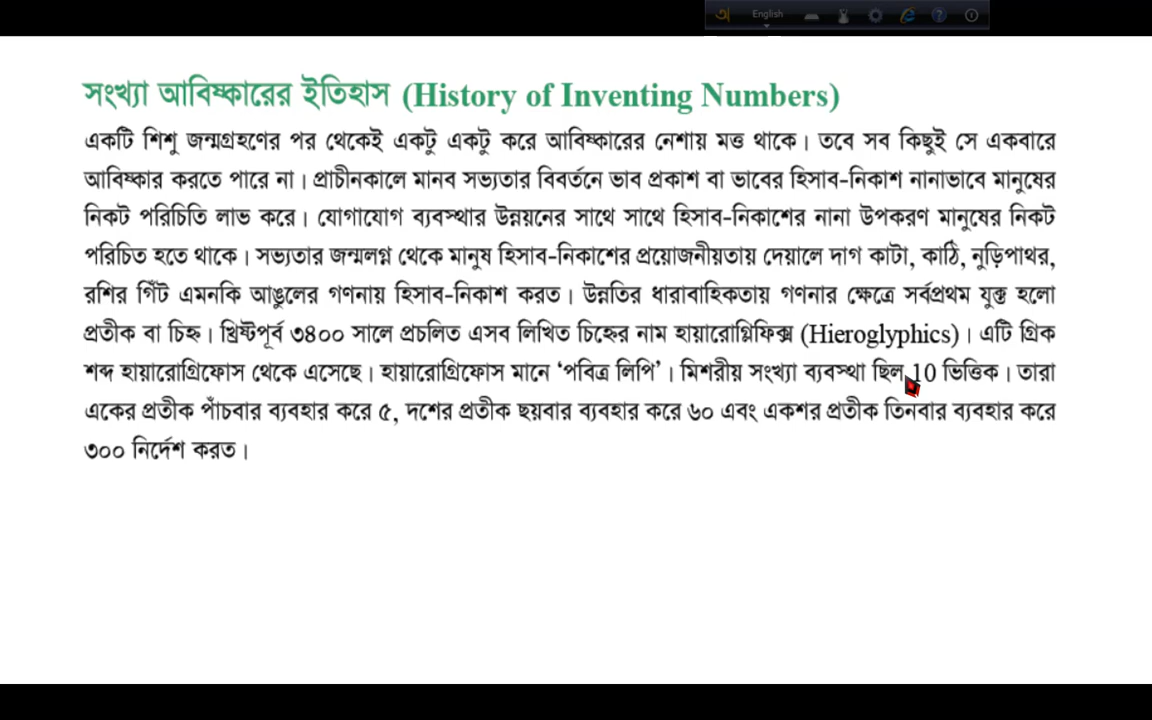 English
সংখ্যা আবিষ্কারের ইতিহাস (History of Inventing Numbers)
একটি শিশু জন্মগ্রহণের পর থেকেই একটু একটু করে আবিষ্কারের নেশায় মত্ত থাকে। তবে সব কিছুই সে একবারে
আবিষ্কার করতে পারে না। প্রাচীনকালে মানব সভ্যতার বিবর্তনে ভাব প্রকাশ বা ভাবের হিসাব-নিকাশ নানাভাবে মানুষের
নিকট পরিচিতি লাভ করে। যোগাযোগ ব্যবস্থার উন্নয়নের সাথে সাথে হিসাব-নিকাশের নানা উপকরণ মানুষের নিকট
পরিচিত হতে থাকে। সভ্যতার জন্মলগ্ন থেকে মানুষ হিসাব-নিকাশের প্রয়োজনীয়তায় দেয়ালে দাগ কাটা, কাঠি, নুড়িপাথর,
রশির গিঁট এমনকি আঙুলের গণনায় হিসাব-নিকাশ করত। উন্নতির ধারাবাহিকতায় গণনার ক্ষেত্রে সর্বপ্রথম যুক্ত হলো
প্রতীক বা চিহ্ন। খ্রিষ্টপূর্ব ৩৪০০ সালে প্রচলিত এসব লিখিত চিহ্নের নাম হায়ারোগ্লিফিক্স (Hieroglyphics)। এটি গ্রিক
শব্দ হায়ারোগ্রিফোস থেকে এসেছে। হায়ারোগ্রিফোস মানে ‘পবিত্র লিপি’। মিশরীয় সংখ্যা ব্যবস্থা ছিল 10 ভিত্তিক। তারা
একের প্রতীক পাঁচবার ব্যবহার করে ৫, দশের প্রতীক ছয়বার ব্যবহার করে ৬০ এবং একশর প্রতীক তিনবার ব্যবহার করে
৩০০ নির্দেশ করত।